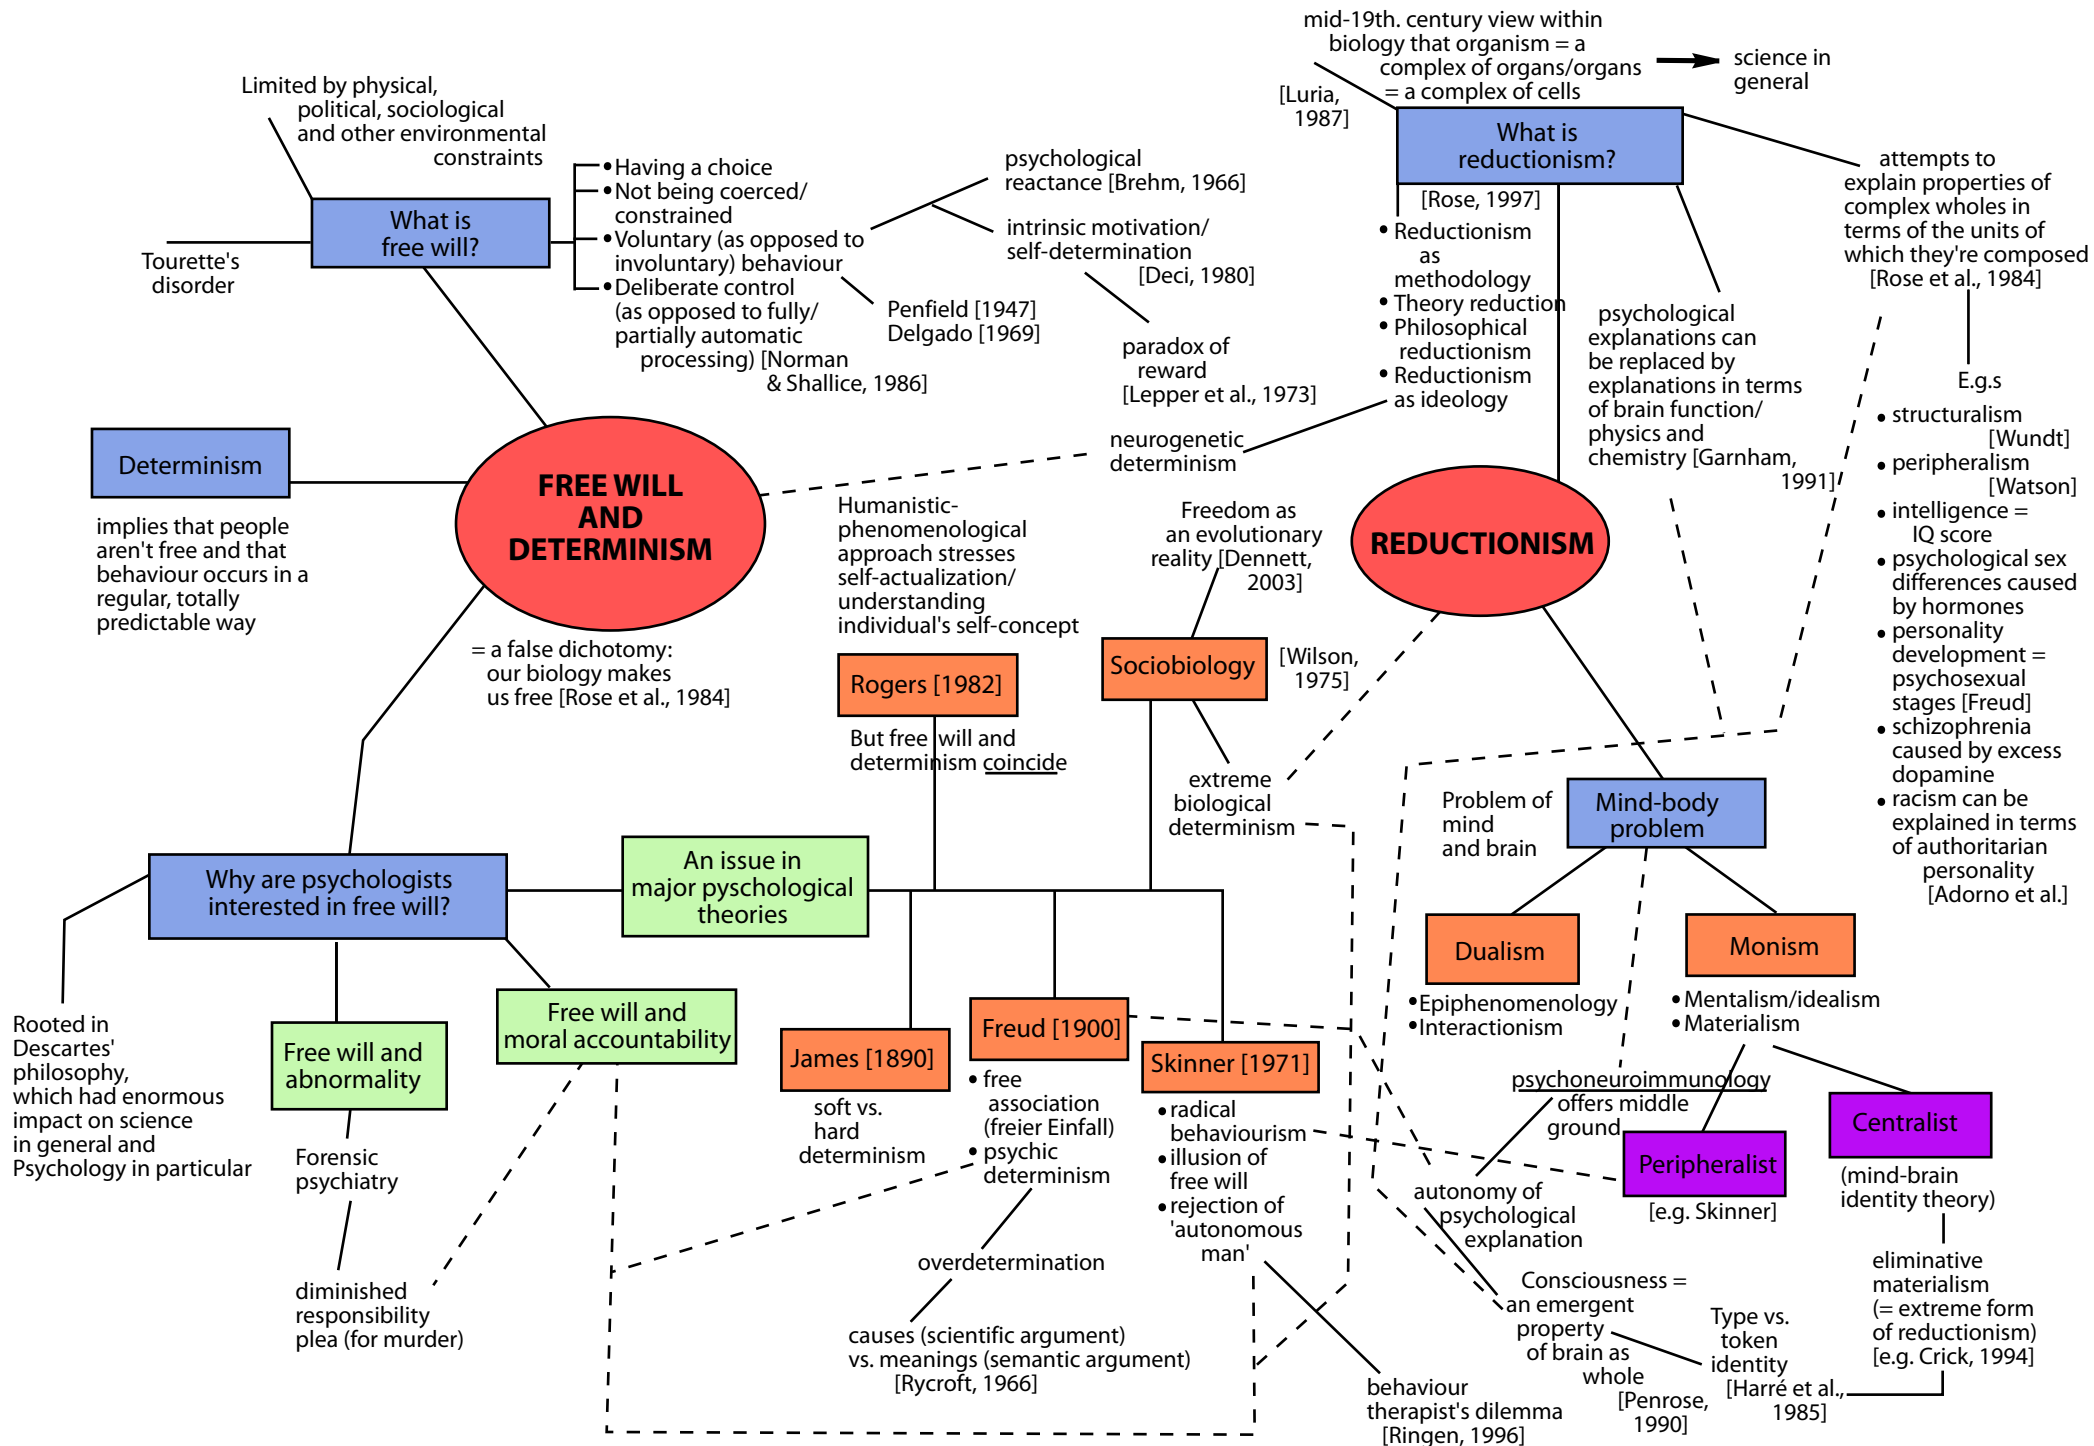 mid-19th. century view within
biology that organism = a
complex of organs/organs
= a complex of cells
science in
general
[Luria,
1987]
Limited by physical,
political, sociological
and other environmental
constraints
What is
free will?
Tourette's
disorder
• Having a choice
• Not being coerced/
constrained
• Voluntary (as opposed to
involuntary) behaviour
• Deliberate control
(as opposed to fully/
partially automatic
processing) [Norman
& Shallice, 1986]
psychological
reactance [Brehm, 1966]
intrinsic motivation/
self-determination
[Deci, 1980]
Penfield [1947]
Delgado [1969]
paradox of
reward
[Lepper et al., 1973]
What is
reductionism?
[Rose, 1997]
• Reductionism
as
methodology
• Theory reduction
• Philosophical
reductionism
• Reductionism
as ideology
neurogenetic
determinism
attempts to
explain properties of
complex wholes in
terms of the units of
which they're composed
[Rose et al., 1984]
psychological
explanations can
be replaced by
explanations in terms
of brain function/
physics and
chemistry [Garnham,
1991]
E.g.s
• structuralism
[Wundt]
• peripheralism
[Watson]
• intelligence =
IQ score
• psychological sex
differences caused
by hormones
• personality
development =
psychosexual
stages [Freud]
• schizophrenia
caused by excess
dopamine
• racism can be
explained in terms
of authoritarian
personality
[Adorno et al.]
Determinism
implies that people
aren't free and that
behaviour occurs in a
regular, totally
predictable way
FREE WILL
AND
DETERMINISM
= a false dichotomy:
our biology makes
us free [Rose et al., 1984]
Humanistic-
phenomenological
approach stresses
self-actualization/
understanding
individual's self-concept
Rogers [1982]
But free will and
determinism coincide
Freedom as
an evolutionary
reality [Dennett,
2003]
Sociobiology
[Wilson,
1975]
extreme
biological
determinism
REDUCTIONISM
Problem of
mind
and brain
Mind-body
problem
Dualism
• Epiphenomenology
• Interactionism
Monism
• Mentalism/idealism
• Materialism
Why are psychologists
interested in free will?
An issue in
major pyschological
theories
Rooted in
Descartes'
philosophy,
which had enormous
impact on science
in general and
Psychology in particular
Free will and
abnormality
Forensic
psychiatry
diminished
responsibility
plea (for murder)
Free will and
moral accountability
James [1890]
soft vs.
hard
determinism
Freud [1900]
• free
association
(freier Einfall)
• psychic
determinism
overdetermination
causes (scientific argument)
vs. meanings (semantic argument)
[Rycroft, 1966]
Skinner [1971]
• radical
behaviourism
• illusion of
free will
• rejection of
'autonomous
man'
behaviour
therapist's dilemma
[Ringen, 1996]
psychoneuroimmunology
offers middle
ground
Peripheralist
[e.g. Skinner]
Centralist
(mind-brain
identity theory)
autonomy of
psychological
explanation
Consciousness =
an emergent
property
of brain as
whole
[Penrose,
1990]
Type vs.
token
identity
[Harré et al.,
1985]
eliminative
materialism
(= extreme form
of reductionism)
[e.g. Crick, 1994]